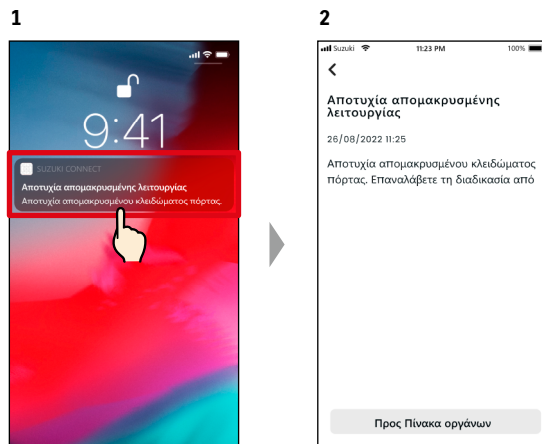 1
9:41
SUZUKI CONNECT
Αποτυχία απομακρυσμένης λειτουργίας
Αποτυχία απομακρυσμένου κλειδώματος πόρτας.
2
Suzuki 11:23 PM 100%
Αποτυχία απομακρυσμένης
λειτουργίας
26/08/2022 11:25
Αποτυχία απομακρυσμένου κλειδώματος
πόρτας. Επαναλάβετε τη διαδικασία από
Προς Πίνακα οργάνων